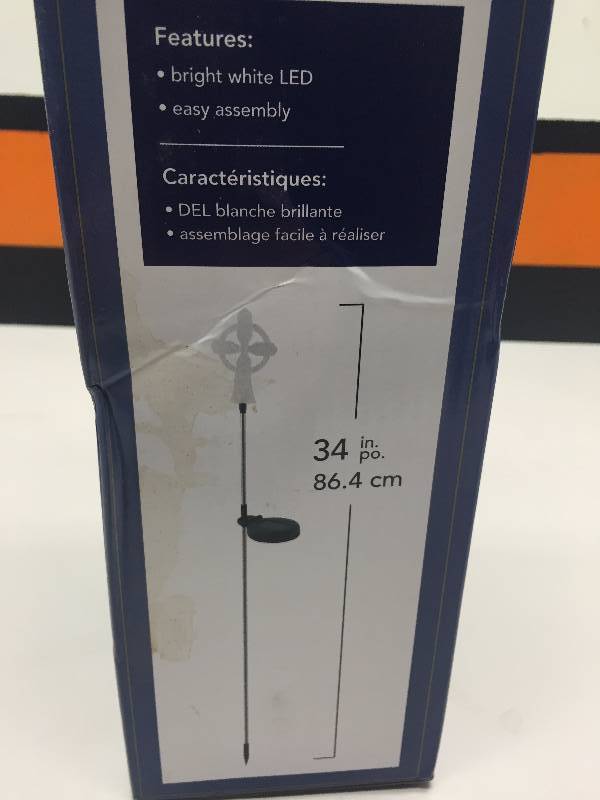 Features:
• bright white LED
• easy assembly
Caractéristiques:
• DEL blanche brillante
• assemblage facile à réaliser
34 in.
po.
86.4 cm